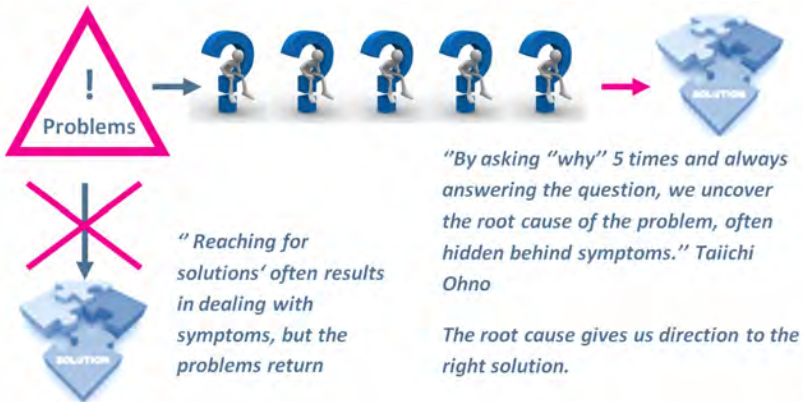 !
Problems
SOLUTION
"By asking "why" 5 times and always
answering the question, we uncover
the root cause of the problem, often
hidden behind symptoms." Taiichi
Ohno
The root cause gives us direction to the
right solution.
" Reaching for
solutions' often results
in dealing with
symptoms, but the
problems return
SOLUTION